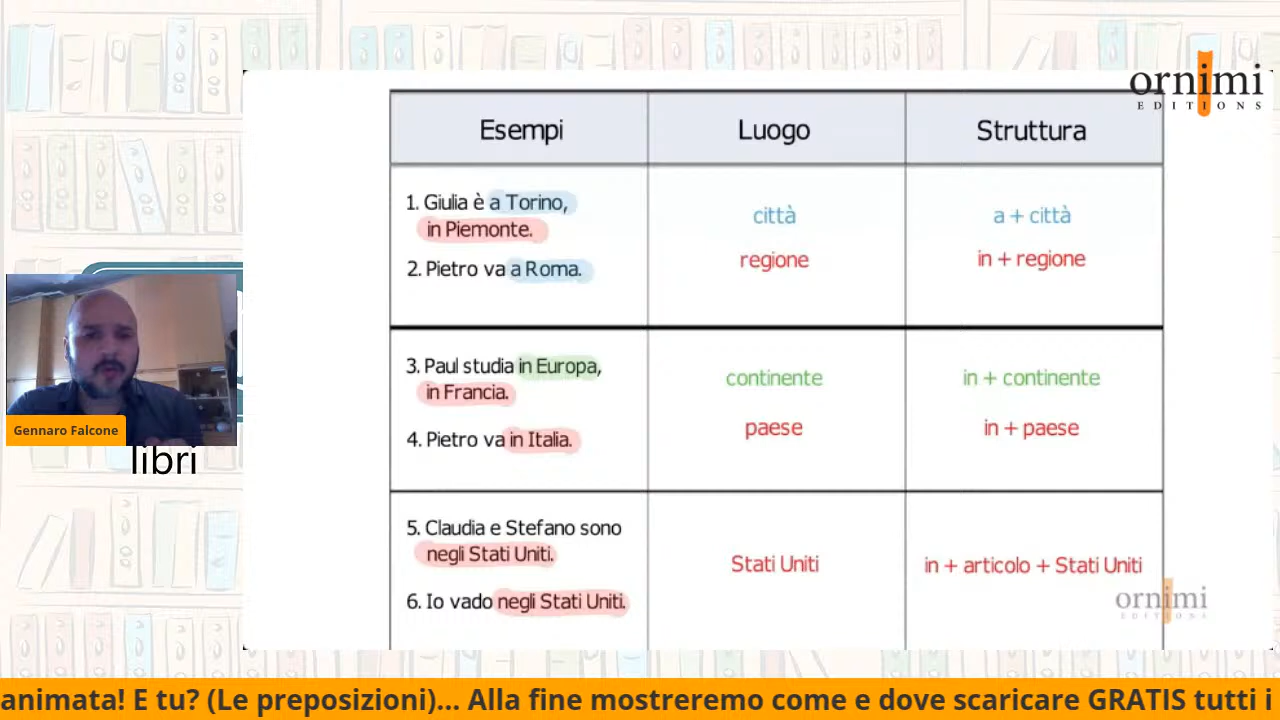 ornimi
EDITIONS
Esempi
Luogo
Struttura
1. Giulia è a Torino,
in Piemonte.
2. Pietro va a Roma.
città
regione
a + città
in + regione
3. Paul studia in Europa,
in Francia.
4. Pietro va in Italia.
continente
paese
in + continente
in + paese
5. Claudia e Stefano sono
negli Stati Uniti.
6. Io vado negli Stati Uniti.
Stati Uniti
in + articolo + Stati Uniti
ornimi
EDITIONS
Gennaro Falcone
libri
animata! E tu? (Le preposizioni)... Alla fine mostreremo come e dove scaricare GRATIS tutti i